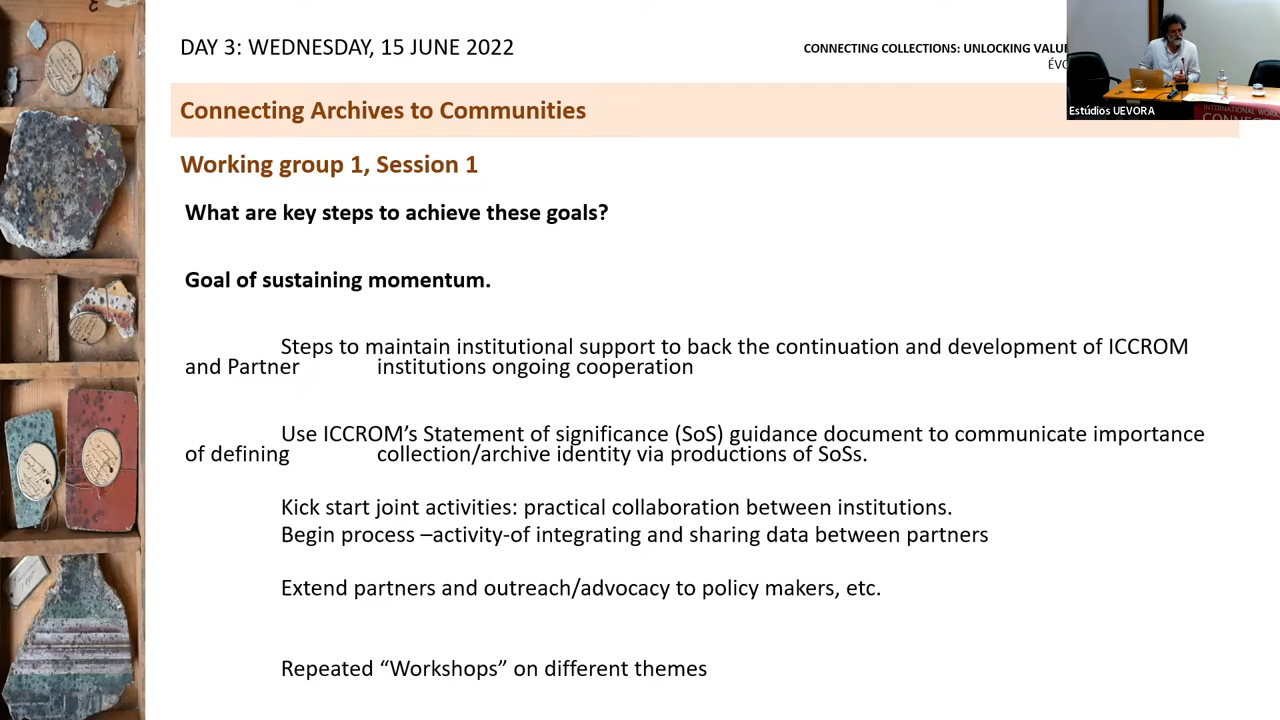 DAY 3: WEDNESDAY, 15 JUNE 2022
CONNECTING COLLECTIONS: UNLOCKING
Estúdios UEVORA
INTERNATIONAL
Connecting Archives to Communities
Working group 1, Session 1
What are key steps to achieve these goals?
Goal of sustaining momentum.
Steps to maintain institutional support to back the continuation and development of ICCROM
and Partner institutions ongoing cooperation
Use ICCROM’s Statement of significance (SoS) guidance document to communicate importance
of defining collection/archive identity via productions of SoSs.
Kick start joint activities: practical collaboration between institutions.
Begin process –activity-of integrating and sharing data between partners
Extend partners and outreach/advocacy to policy makers, etc.
Repeated “Workshops” on different themes